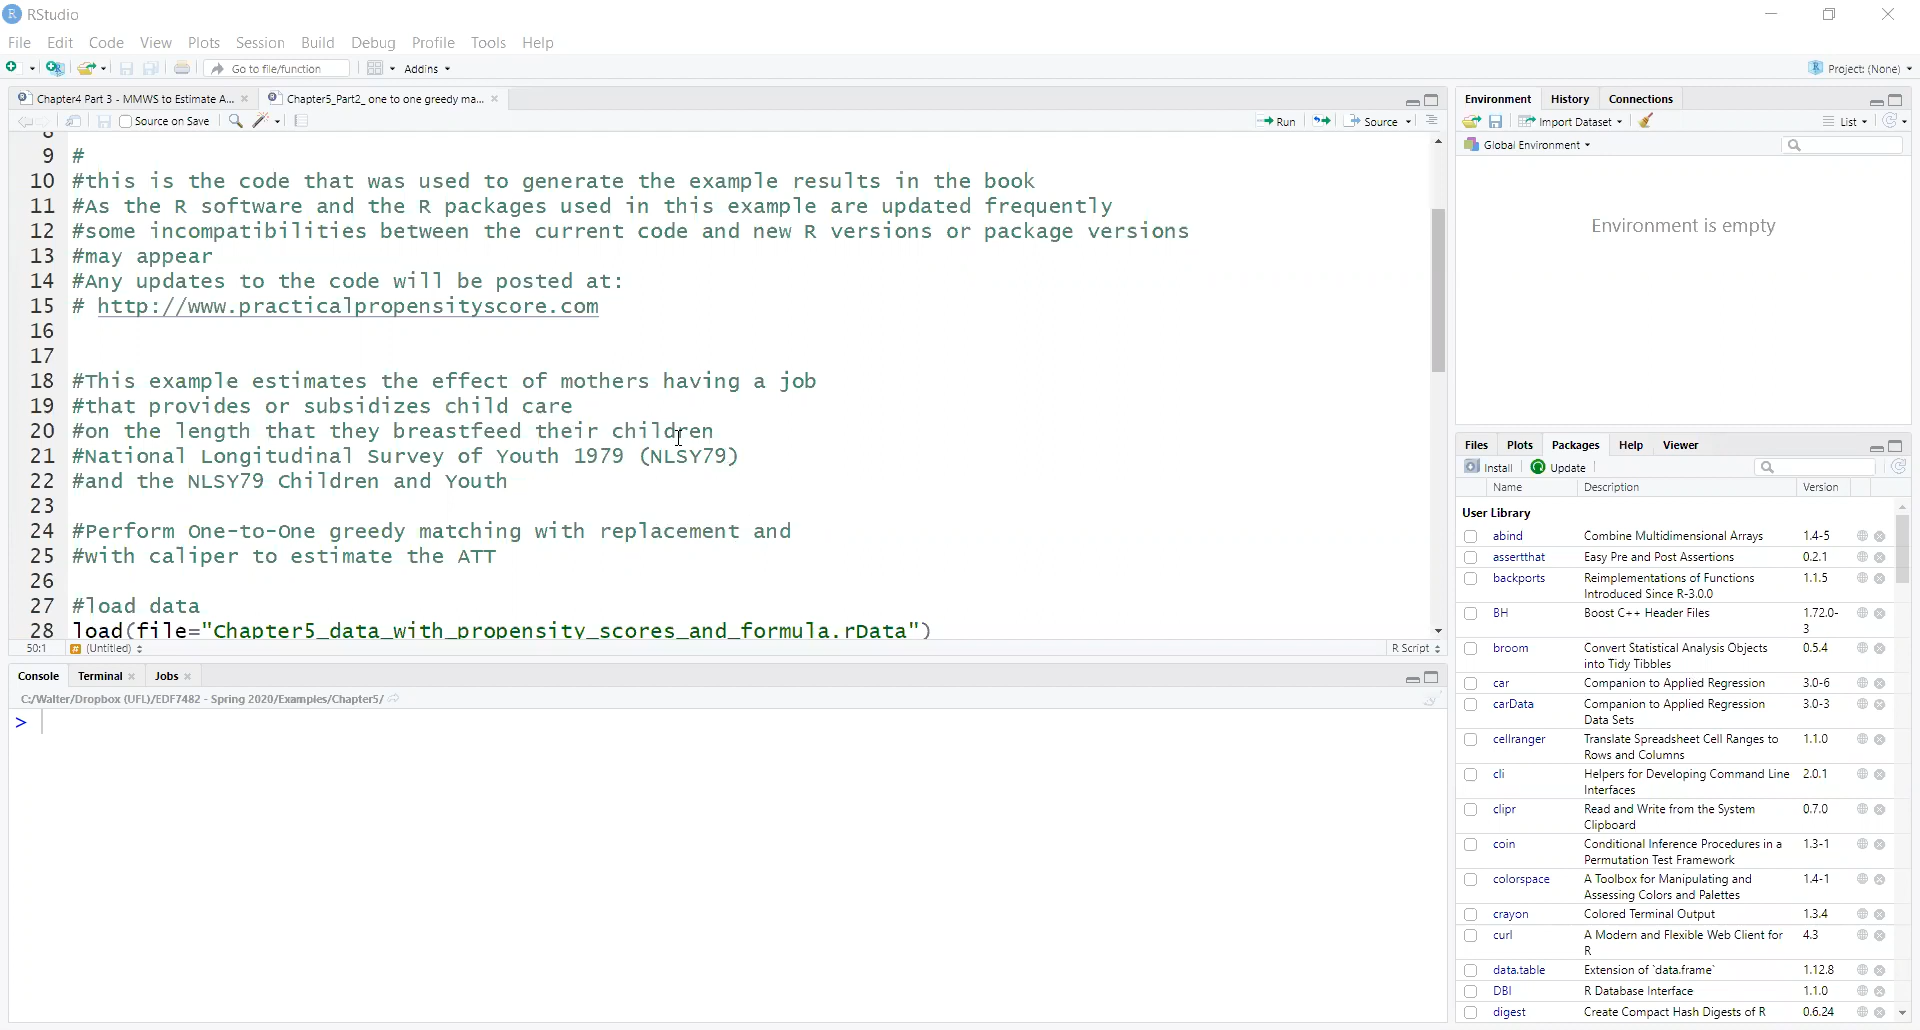 RStudio
File Edit Code View Plots Session Build Debug Profile Tools Help
Go to file/function Addins Project: (None)
Chapter4 Part 3 - MMWS to Estimate A... Chapter5_Part2_ one to one greedy ma...
Source on Save Run Source
9 #
10 #this is the code that was used to generate the example results in the book
11 #As the R software and the R packages used in this example are updated frequently
12 #some incompatibilities between the current code and new R versions or package versions
13 #may appear
14 #Any updates to the code will be posted at:
15 # http://www.practicalpropensityscore.com
16
17
18 #This example estimates the effect of mothers having a job
19 #that provides or subsidizes child care
20 #on the length that they breastfeed their children
21 #National Longitudinal Survey of Youth 1979 (NLSY79)
22 #and the NLSY79 Children and Youth
23
24 #Perform One-to-One greedy matching with replacement and
25 #with caliper to estimate the ATT
26
27 #load data
28 load(file="Chapter5_data_with_propensity_scores_and_formula.rData")
50:1 # (Untitled) R Script
Console Terminal Jobs
C:/Walter/Dropbox (UFL)/EDF7482 - Spring 2020/Examples/Chapter5/
>
Environment History Connections
Import Dataset List
Global Environment
Environment is empty
Files Plots Packages Help Viewer
Install Update
Name Description Version
User Library
abind Combine Multidimensional Arrays 1.4-5
assertthat Easy Pre and Post Assertions 0.2.1
backports Reimplementations of Functions 1.1.5
Introduced Since R-3.0.0
BH Boost C++ Header Files 1.72.0-
3
broom Convert Statistical Analysis Objects 0.5.4
into Tidy Tibbles
car Companion to Applied Regression 3.0-6
carData Companion to Applied Regression 3.0-3
Data Sets
cellranger Translate Spreadsheet Cell Ranges to 1.1.0
Rows and Columns
cli Helpers for Developing Command Line 2.0.1
Interfaces
clipr Read and Write from the System 0.7.0
Clipboard
coin Conditional Inference Procedures in a 1.3-1
Permutation Test Framework
colorspace A Toolbox for Manipulating and 1.4-1
Assessing Colors and Palettes
crayon Colored Terminal Output 1.3.4
curl A Modern and Flexible Web Client for 4.3
R
data.table Extension of `data.frame` 1.12.8
DBI R Database Interface 1.1.0
digest Create Compact Hash Digests of R 0.6.24